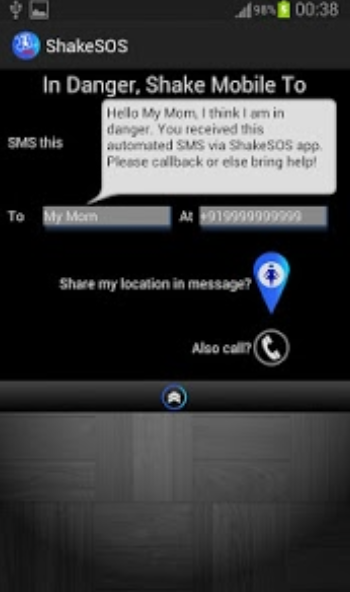 98% 00:38
ShakeSOS
In Danger, Shake Mobile To
Hello My Mom, I think I am in
danger. You received this
SMS this automated SMS via ShakeSOS app.
Please callback or else bring help!
To My Mom At +919999999999
Share my location in message?
Also call?